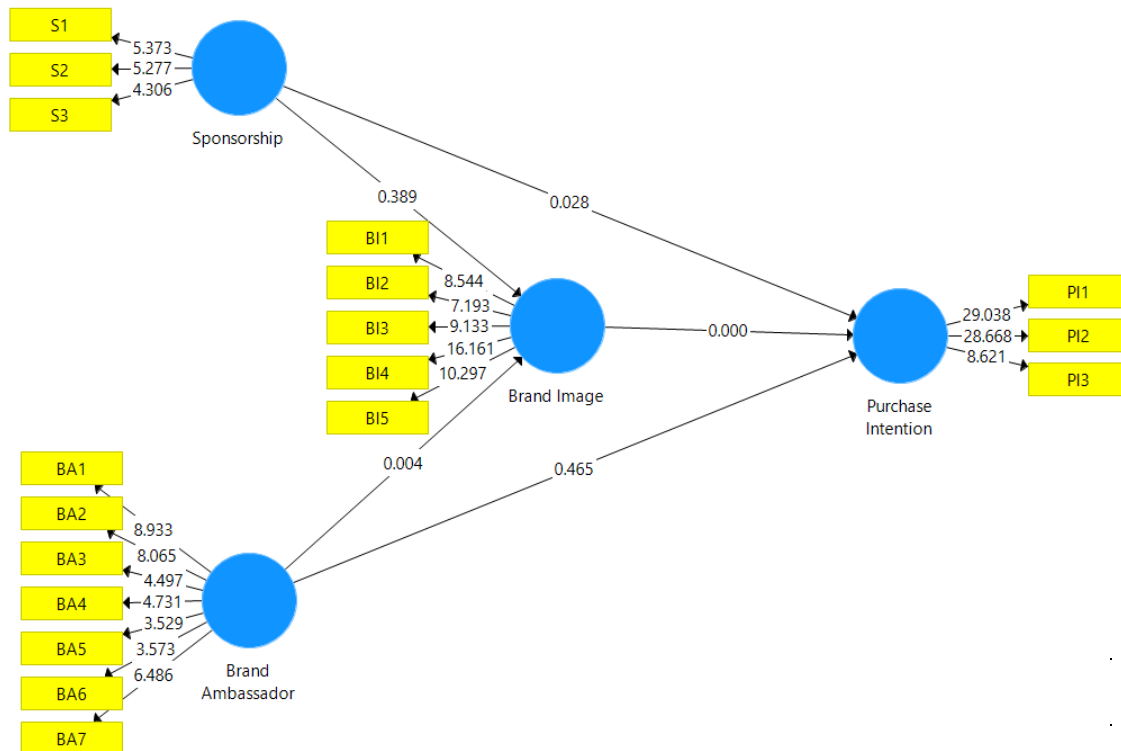 S1
S2
S3
5.373
5.277
4.306
Sponsorship
0.389
0.028
BI1
BI2
BI3
BI4
BI5
8.544
7.193
9.133
16.161
10.297
Brand Image
0.000
PI1
PI2
PI3
29.038
28.668
8.621
Purchase
Intention
0.004
0.465
BA1
BA2
BA3
BA4
BA5
BA6
BA7
8.933
8.065
4.497
4.731
3.529
3.573
6.486
Brand
Ambassador